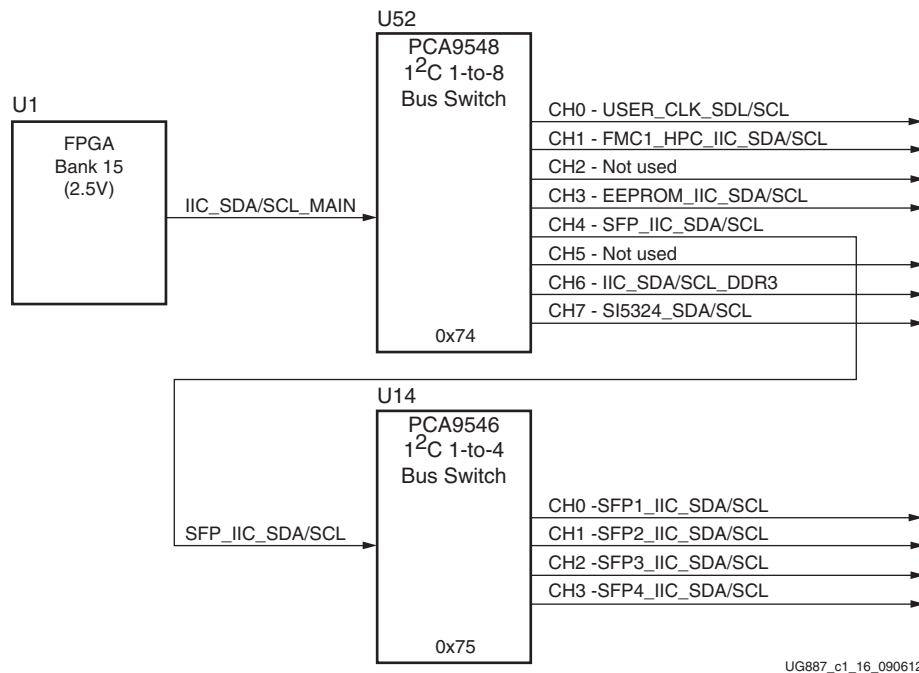 U52
PCA9548
1²C 1-to-8
Bus Switch
U1
FPGA
Bank 15
(2.5V)
IIC_SDA/SCL_MAIN
CH0 - USER_CLK_SDL/SCL
CH1 - FMC1_HPC_IIC_SDA/SCL
CH2 - Not used
CH3 - EEPROM_IIC_SDA/SCL
CH4 - SFP_IIC_SDA/SCL
CH5 - Not used
CH6 - IIC_SDA/SCL_DDR3
CH7 - SI5324_SDA/SCL
0x74
U14
PCA9546
1²C 1-to-4
Bus Switch
SFP_IIC_SDA/SCL
CH0 -SFP1_IIC_SDA/SCL
CH1 -SFP2_IIC_SDA/SCL
CH2 -SFP3_IIC_SDA/SCL
CH3 -SFP4_IIC_SDA/SCL
0x75
UG887_c1_16_090612